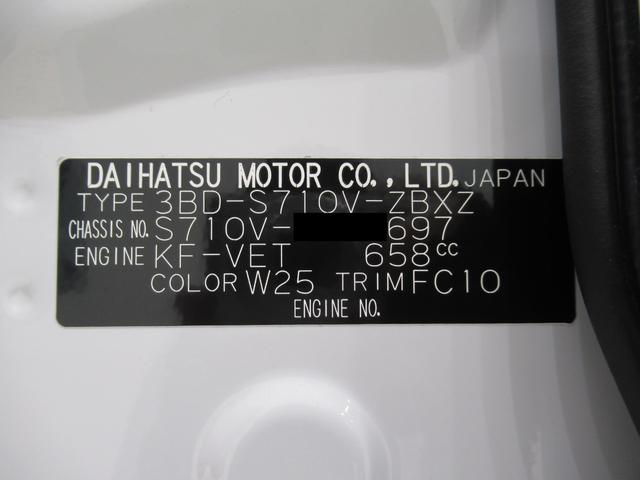 DAIHATSU MOTOR CO.,LTD. JAPAN
TYPE 3BD-S710V-ZBXZ
CHASSIS NO. S710V- 697
ENGINE KF-VET 658cc
COLOR W25 TRIM FC10
ENGINE NO.